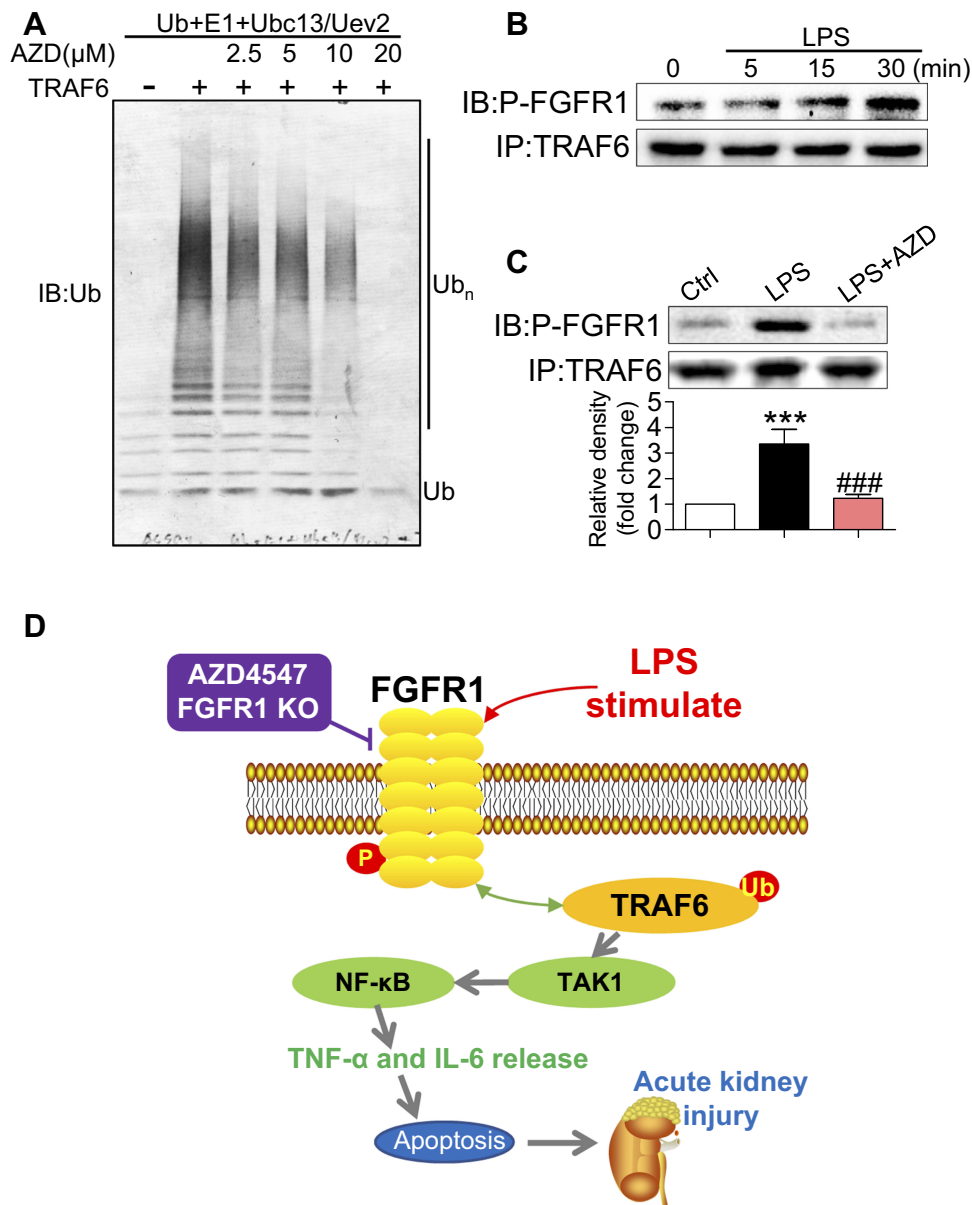 A
Ub+E1+Ubc13/Uev2
AZD(μM) 2.5 5 10 20
TRAF6 - + + + + +
IB:Ub
Ubn
Ub
B
LPS
0 5 15 30 (min)
IB:P-FGFR1
IP:TRAF6
C
Ctrl LPS LPS+AZD
IB:P-FGFR1
IP:TRAF6
Relative density
(fold change)
5
4
3
2
1
0
***
###
D
AZD4547
FGFR1 KO
FGFR1
LPS
stimulate
P
TRAF6
Ub
NF-κB
TAK1
TNF-α and IL-6 release
Apoptosis
Acute kidney
injury